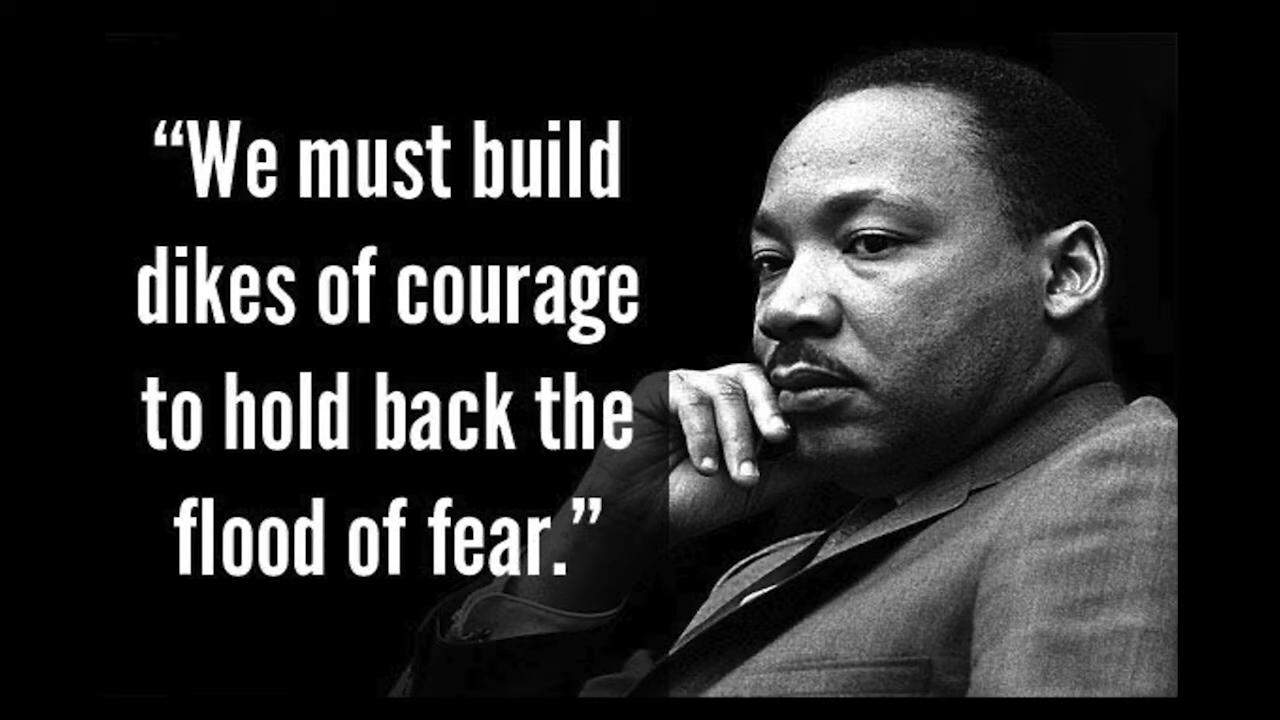 “We must build
dikes of courage
to hold back the
flood of fear.”